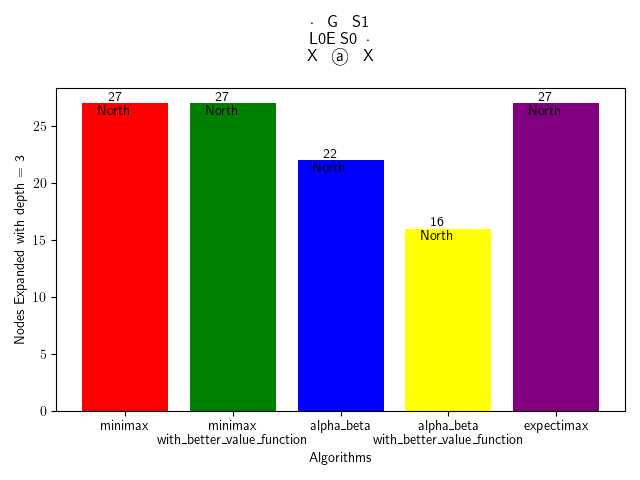 · G S1
L0E S0 ·
X ⓐ X
27
North
27
North
22
North
16
North
27
North
25
20
15
10
5
0
Nodes Expanded with depth = 3
minimax
minimax
with_better_value_function
alpha_beta
alpha_beta
with_better_value_function
expectimax
Algorithms